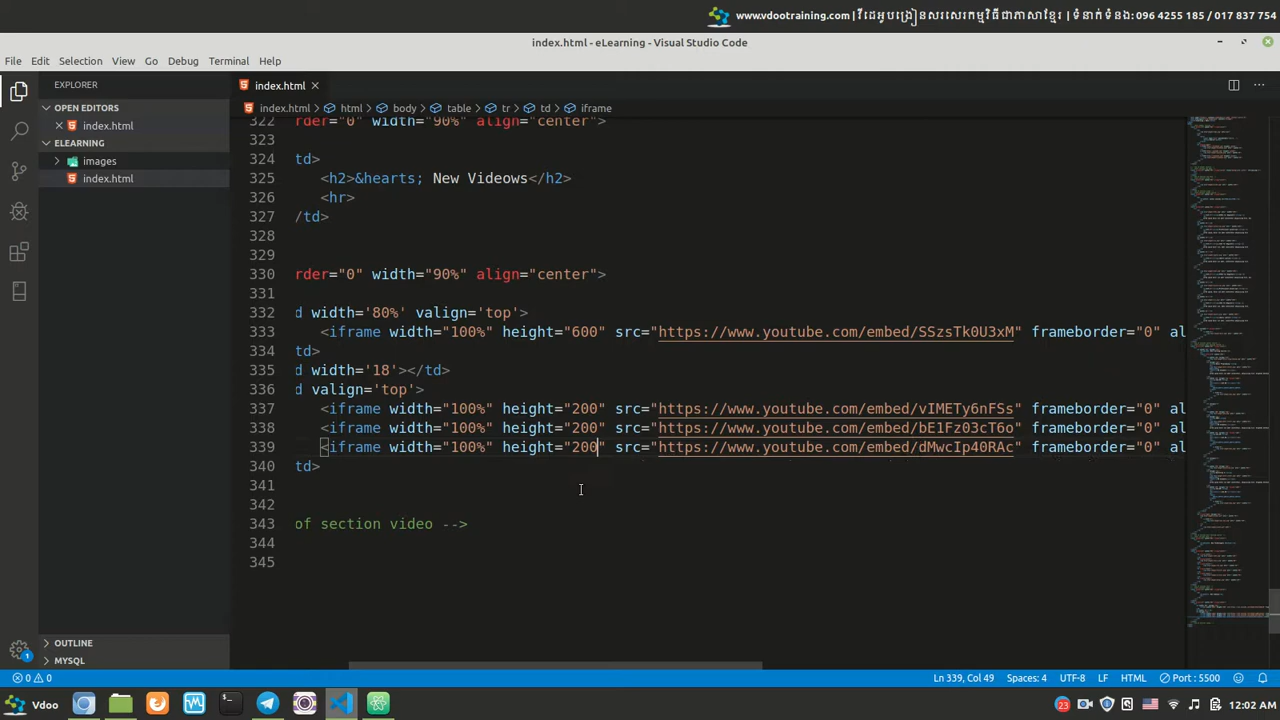 www.vdootraining.com | វីដេអូបង្រៀនសរសេរកម្មវិធីជាភាសាខ្មែរ | ទំនាក់ទំនង: 096 4255 185 / 017 837 754
index.html - eLearning - Visual Studio Code
File Edit Selection View Go Debug Terminal Help
EXPLORER
index.html
OPEN EDITORS
index.html
ELEARNING
images
index.html
index.html > html > body > table > tr > td > iframe
322 rder="0" width="90%" align="center">
323
324 td>
325 <h2>&hearts; New Videows</h2>
326 <hr>
327 /td>
328
329
330 rder="0" width="90%" align="center">
331
332 d width='80%' valign='top'
333 <iframe width="100%" height="600" src="https://www.youtube.com/embed/SSzsTkHU3xM" frameborder="0" al
334 td>
335 d width='18'></td>
336 d valign='top'>
337 <iframe width="100%" height="200" src="https://www.youtube.com/embed/vIMETy6nFSs" frameborder="0" al
338 <iframe width="100%" height="200" frameborder="0" al
339 <iframe width="100%" height="200" src="https://www.youtube.com/embed/dMwc1p40RAc" frameborder="0" al
340 td>
341
342
343 of section video -->
344
345
OUTLINE
MYSQL
0 0
Ln 339, Col 49 Spaces: 4 UTF-8 LF HTML Port : 5500
1
Vdoo
23
12:02 AM